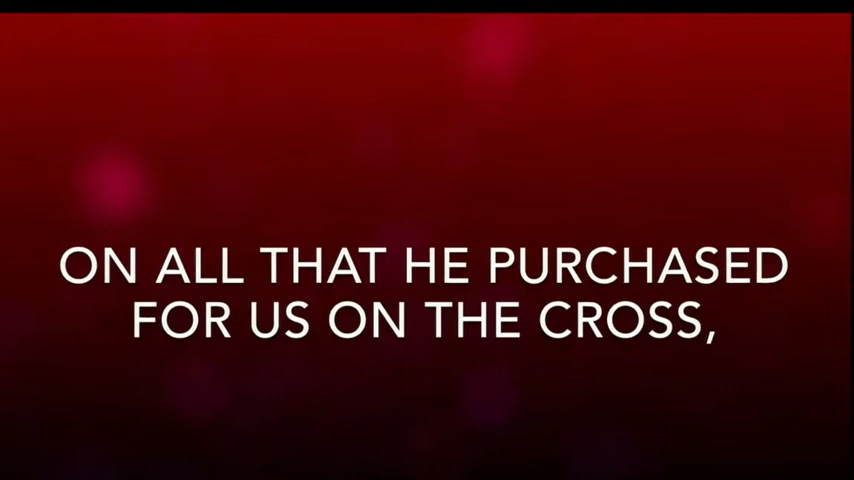 ON ALL THAT HE PURCHASED
FOR US ON THE CROSS,